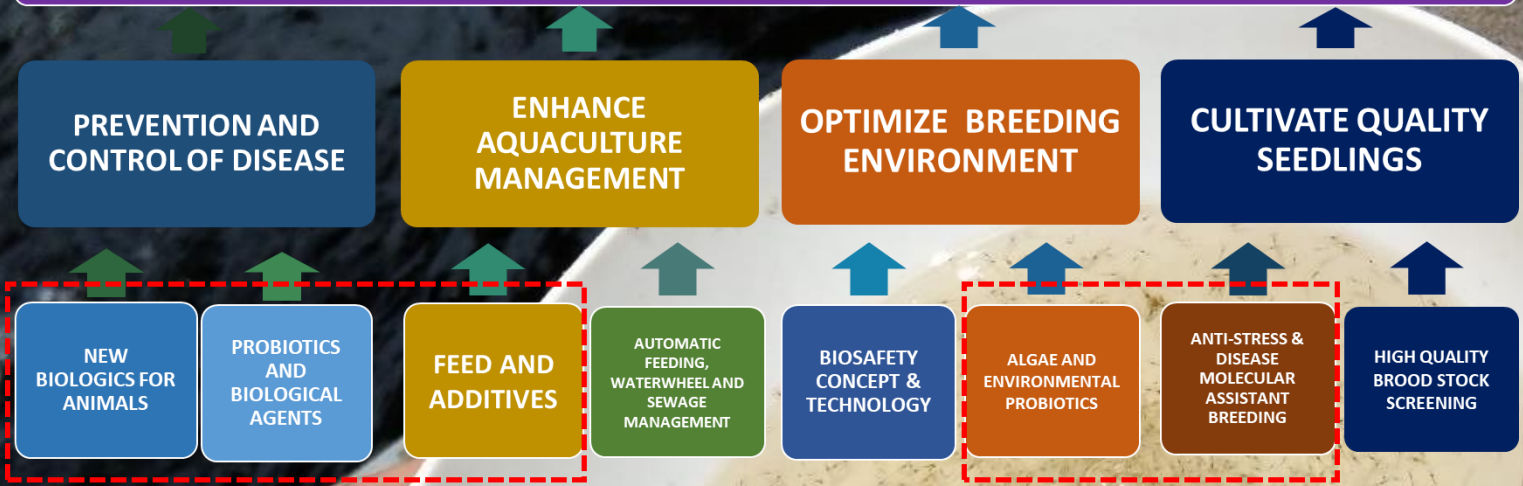 PREVENTION AND
CONTROL OF DISEASE
ENHANCE
AQUACULTURE
MANAGEMENT
OPTIMIZE BREEDING
ENVIRONMENT
CULTIVATE QUALITY
SEEDLINGS
NEW
BIOLOGICS FOR
ANIMALS
PROBIOTICS
AND
BIOLOGICAL
AGENTS
FEED AND
ADDITIVES
AUTOMATIC
FEEDING,
WATERWHEEL AND
SEWAGE
MANAGEMENT
BIOSAFETY
CONCEPT &
TECHNOLOGY
ALGAE AND
ENVIRONMENTAL
PROBIOTICS
ANTI-STRESS &
DISEASE
MOLECULAR
ASSISTANT
BREEDING
HIGH QUALITY
BROOD STOCK
SCREENING